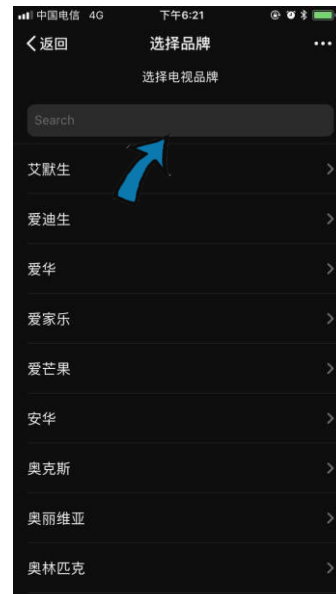 中国电信 4G 下午6:21
返回 选择品牌
选择电视品牌
Search
艾默生
爱迪生
爱华
爱家乐
爱芒果
安华
奥克斯
奥丽维亚
奥林匹克